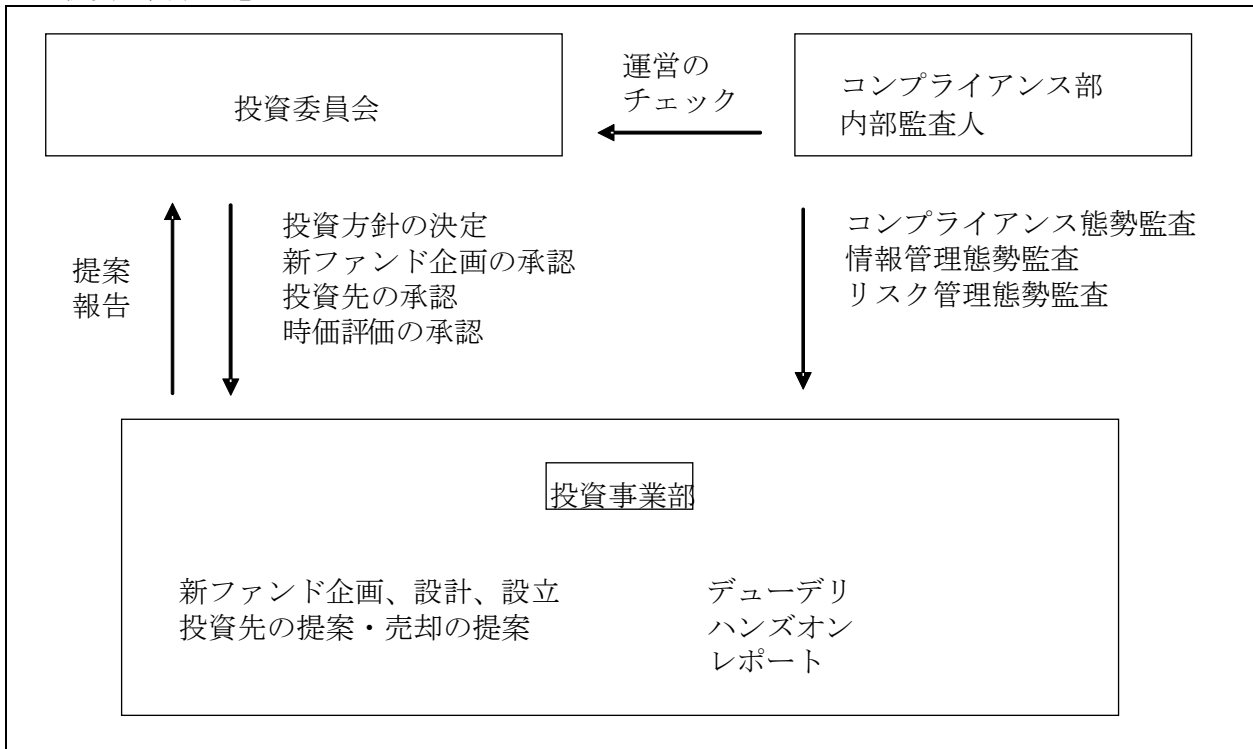 投資委員会
運営の
チェック
コンプライアンス部
内部監査人
提案
報告
投資方針の決定
新ファンド企画の承認
投資先の承認
時価評価の承認
コンプライアンス態勢監査
情報管理態勢監査
リスク管理態勢監査
投資事業部
新ファンド企画、設計、設立
投資先の提案・売却の提案
デューデリ
ハンズオン
レポート